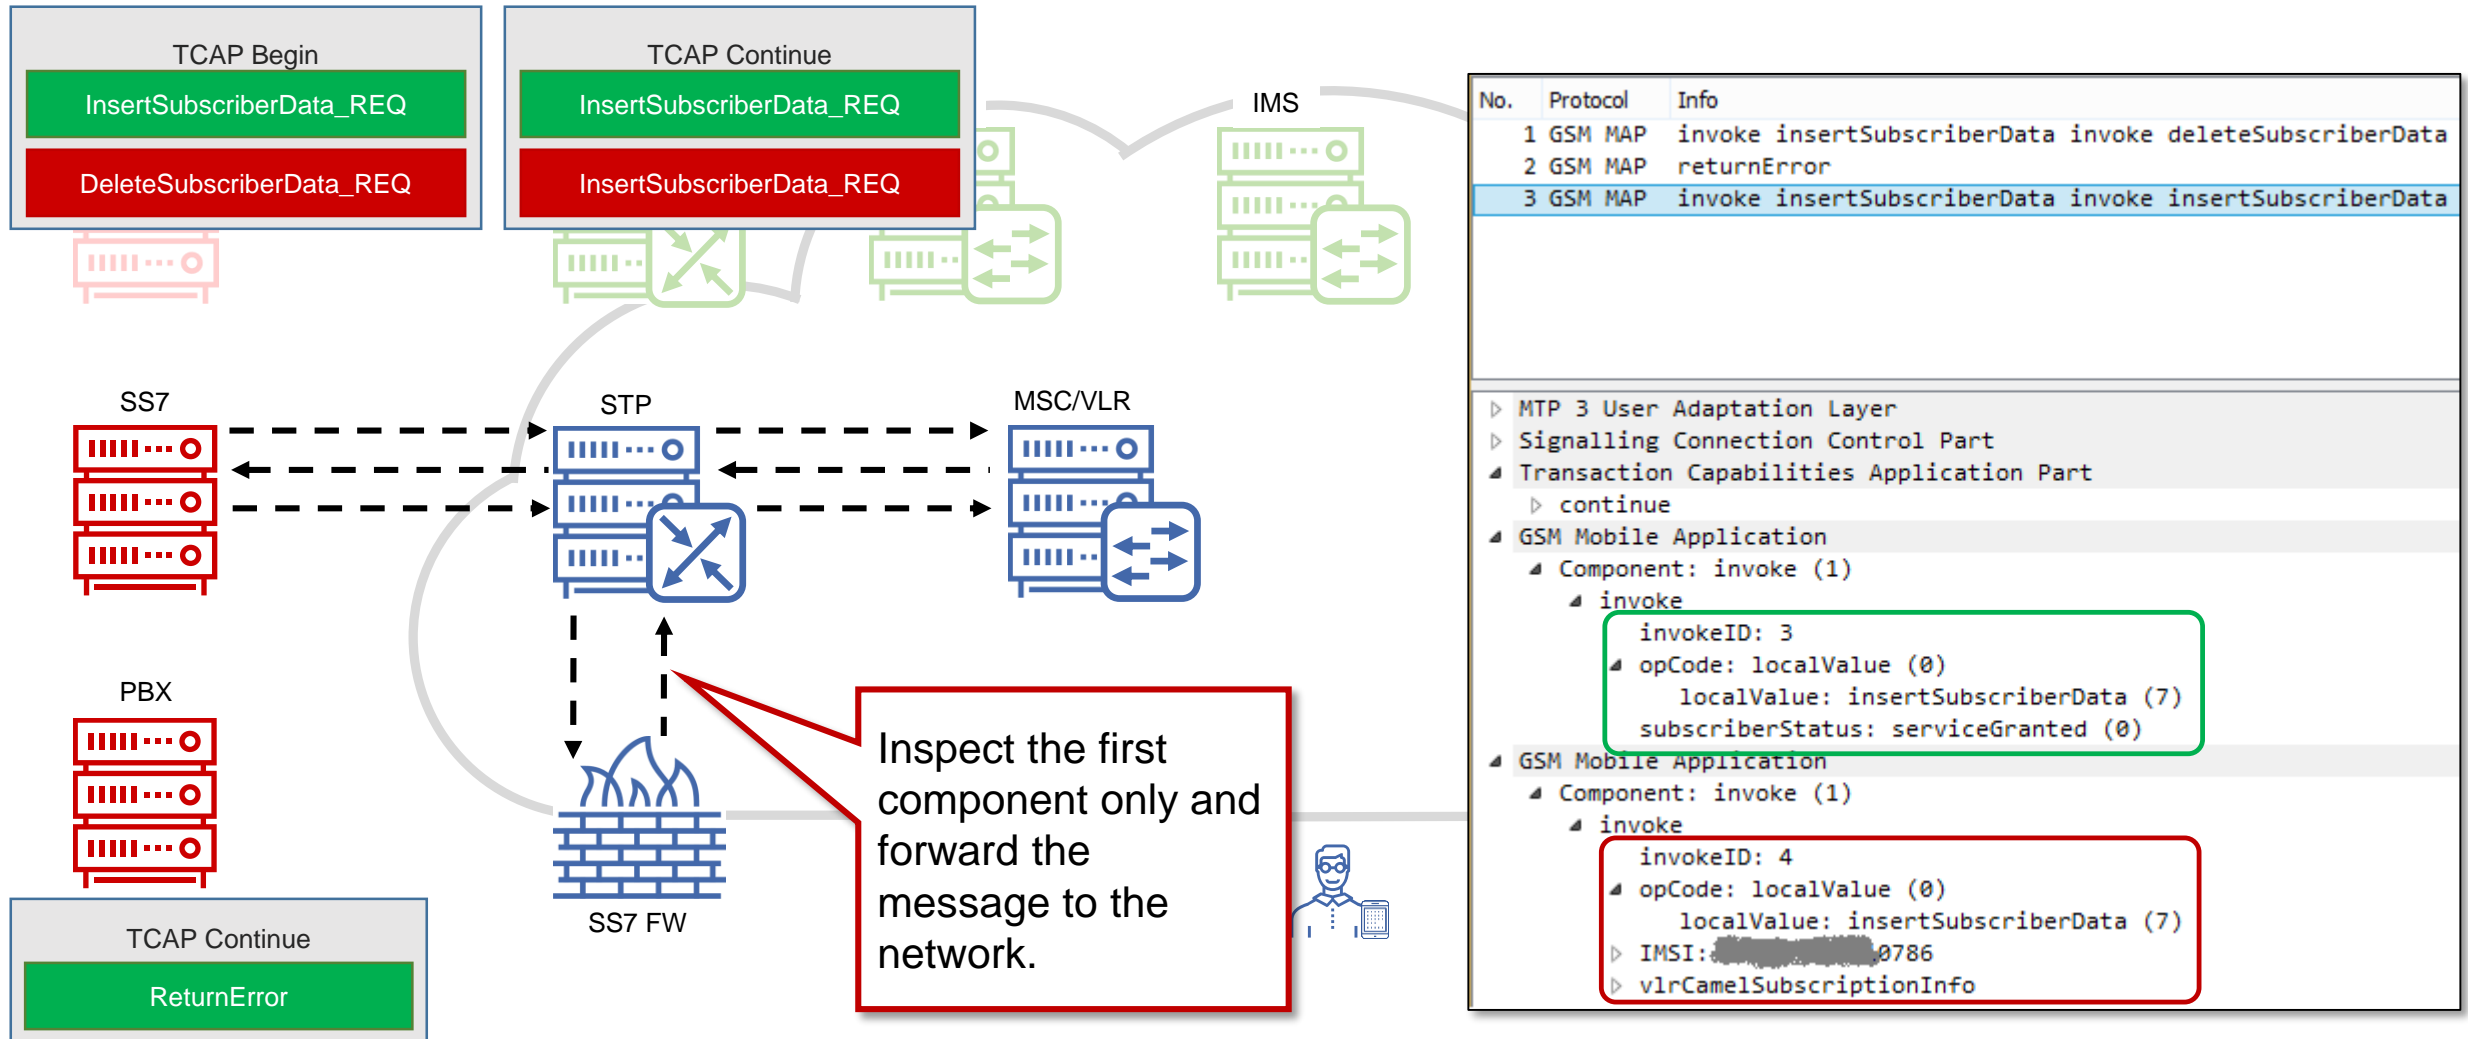 TCAP Begin
InsertSubscriberData_REQ
DeleteSubscriberData_REQ
TCAP Continue
InsertSubscriberData_REQ
InsertSubscriberData_REQ
IMS
SS7
STP
MSC/VLR
PBX
SS7 FW
TCAP Continue
ReturnError
Inspect the first
component only and
forward the
message to the
network.
No. Protocol Info
1 GSM MAP invoke insertSubscriberData invoke deleteSubscriberData
2 GSM MAP returnError
3 GSM MAP invoke insertSubscriberData invoke insertSubscriberData
MTP 3 User Adaptation Layer
Signalling Connection Control Part
Transaction Capabilities Application Part
continue
GSM Mobile Application
Component: invoke (1)
invoke
invokeID: 3
opCode: localValue (0)
localValue: insertSubscriberData (7)
subscriberStatus: serviceGranted (0)
GSM Mobile Application
Component: invoke (1)
invoke
invokeID: 4
opCode: localValue (0)
localValue: insertSubscriberData (7)
IMSI: 0786
vlrCamelSubscriptionInfo